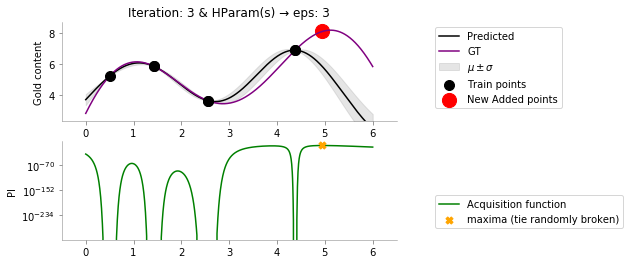 Iteration: 3 & HParam(s) → eps: 3
Gold content
8
6
4
0 1 2 3 4 5 6
Predicted
GT
μ ± σ
Train points
New Added points
PI
10⁻⁷⁰
10⁻¹⁵²
10⁻²³⁴
0 1 2 3 4 5 6
Acquisition function
maxima (tie randomly broken)